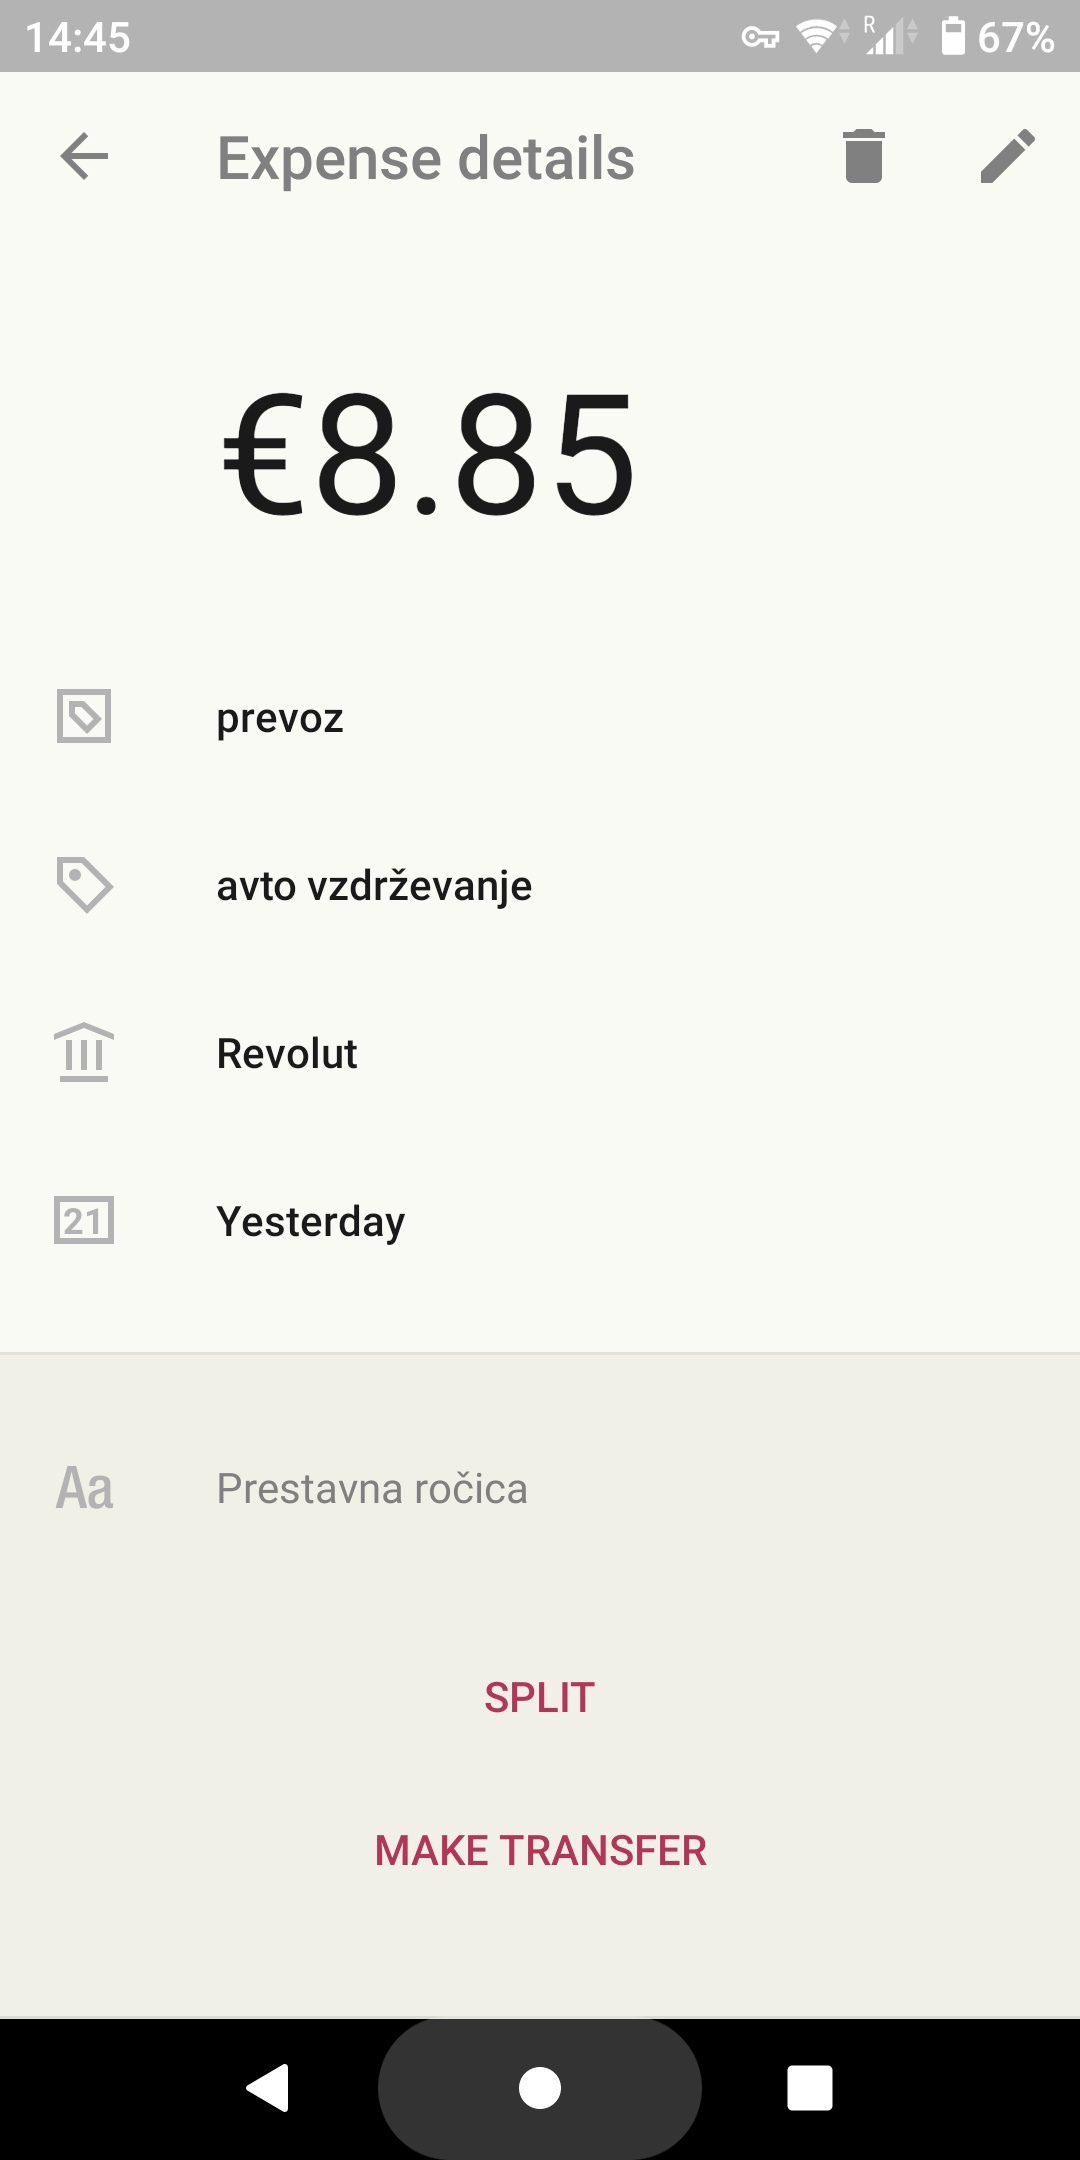 14:45
R 67%
Expense details
€8.85
prevoz
avto vzdrževanje
Revolut
21 Yesterday
Aa Prestavna ročica
SPLIT
MAKE TRANSFER